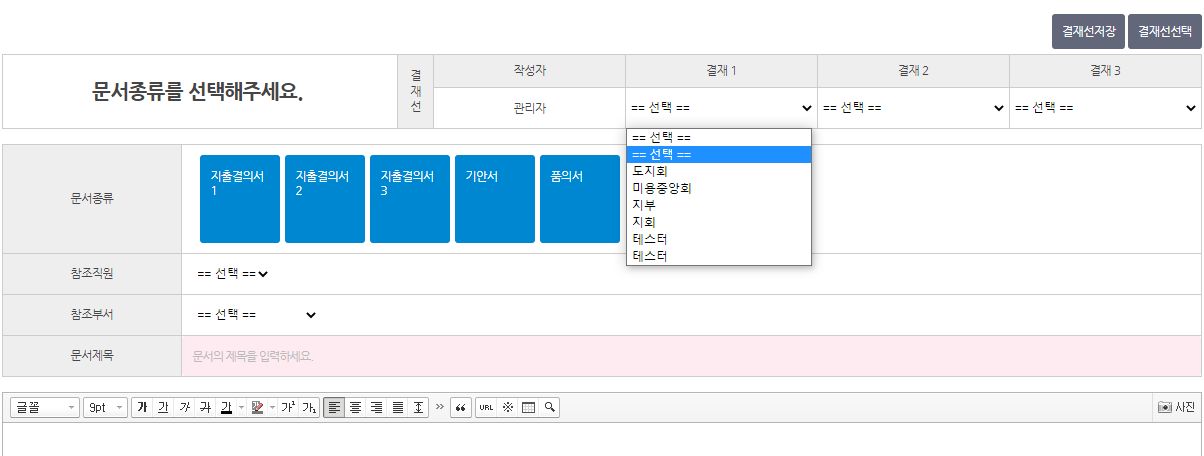 결재선저장 결재선선택
문서종류를 선택해주세요.
결
재
선
작성자 결재 1 결재 2 결재 3
관리자 == 선택 == == 선택 == == 선택 ==
== 선택 ==
== 선택 ==
도지회
미용중앙회
지부
지회
테스터
테스터
문서종류
지출결의서
1
지출결의서
2
지출결의서
3
기안서
품의서
참조직원 == 선택 ==
참조부서 == 선택 ==
문서제목 문서의 제목을 입력하세요.
글꼴 9pt 가 가 가 가 가 가² 가₁ URL 사진